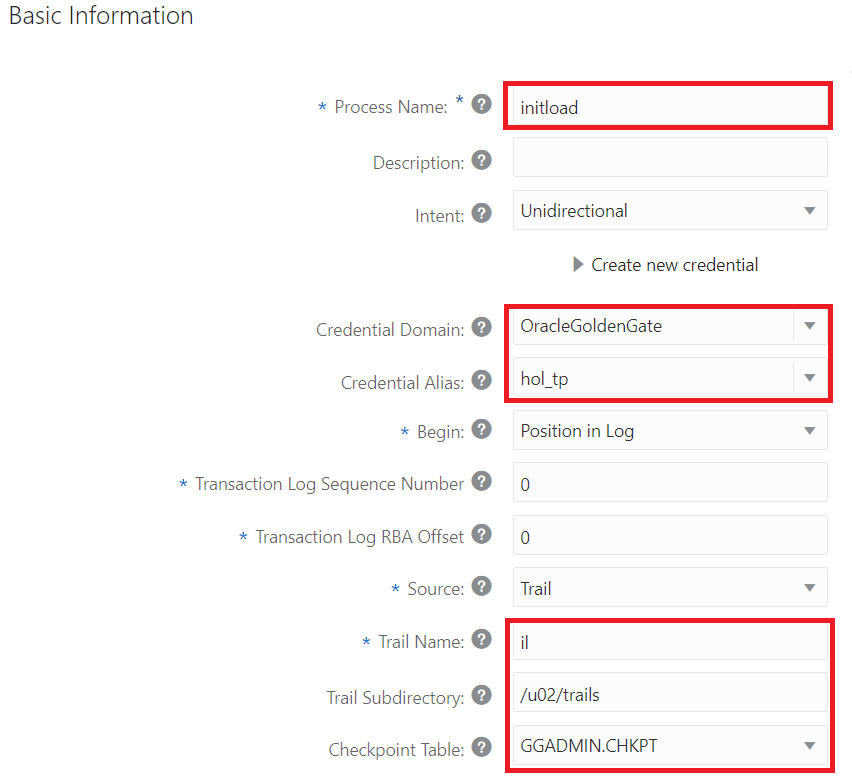 Basic Information
* Process Name: * ? initload
Description: ?
Intent: ? Unidirectional
Create new credential
Credential Domain: ? OracleGoldenGate
Credential Alias: ? hol_tp
* Begin: ? Position in Log
* Transaction Log Sequence Number ? 0
* Transaction Log RBA Offset ? 0
* Source: ? Trail
* Trail Name: ? il
Trail Subdirectory: ? /u02/trails
Checkpoint Table: ? GGADMIN.CHKPT